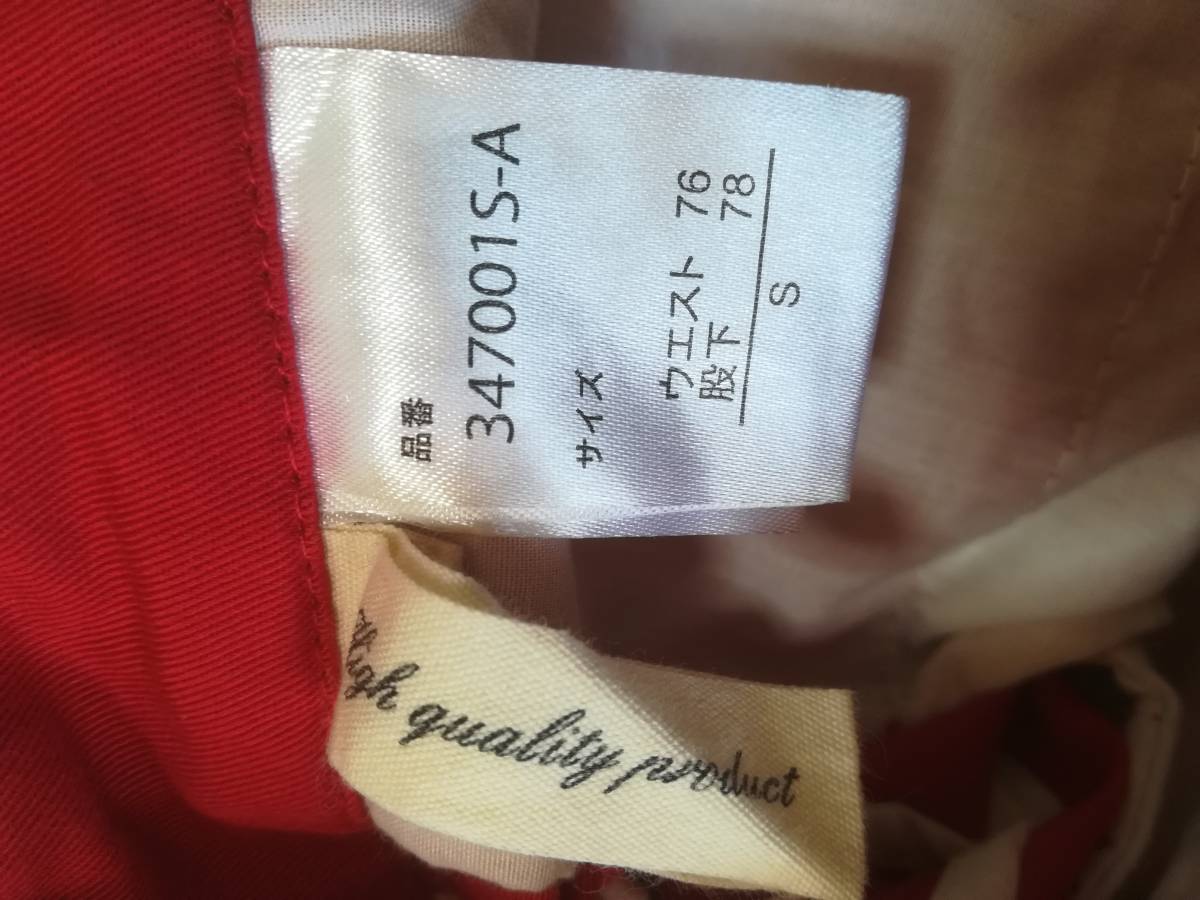 品番
347001S-A
サイズ
ウエスト 76
股下 78
S
High quality product